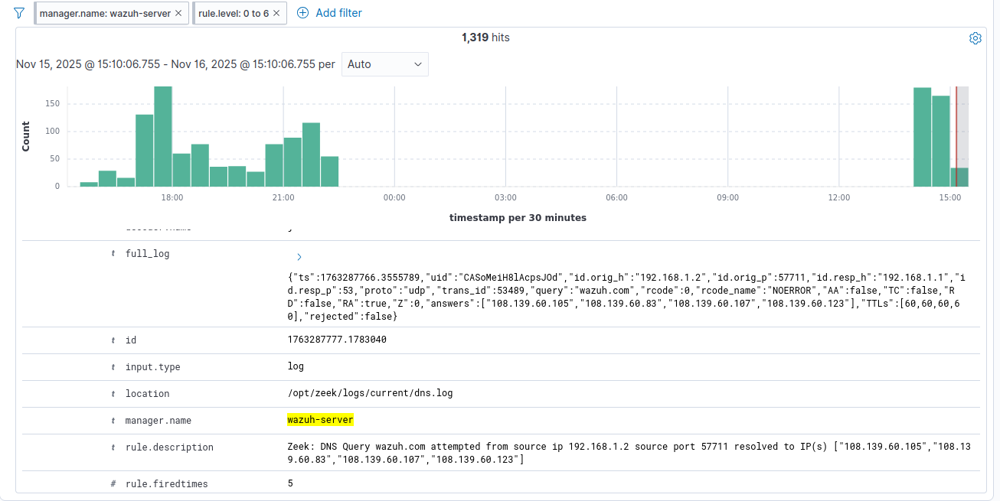 manager.name: wazuh-server ×
rule.level: 0 to 6 ×
Add filter
1,319 hits
Nov 15, 2025 @ 15:10:06.755 - Nov 16, 2025 @ 15:10:06.755 per
Auto
Count
150
100
50
0
18:00
21:00
00:00
03:00
06:00
09:00
12:00
15:00
timestamp per 30 minutes
t full_log
{"ts":1763287766.3555789,"uid":"CASoMeiH8lAcpsJOd","id.orig_h":"192.168.1.2","id.orig_p":57711,"id.resp_h":"192.168.1.1","i
d.resp_p":53,"proto":"udp","trans_id":53489,"query":"wazuh.com","rcode":0,"rcode_name":"NOERROR","AA":false,"TC":false,"R
D":false,"RA":true,"Z":0,"answers":["108.139.60.105","108.139.60.83","108.139.60.107","108.139.60.123"],"TTLs":[60,60,60,6
0],"rejected":false}
t id
1763287777.1783040
t input.type
log
t location
/opt/zeek/logs/current/dns.log
t manager.name
wazuh-server
t rule.description
Zeek: DNS Query wazuh.com attempted from source ip 192.168.1.2 source port 57711 resolved to IP(s) ["108.139.60.105","108.13
9.60.83","108.139.60.107","108.139.60.123"]
# rule.firedtimes
5